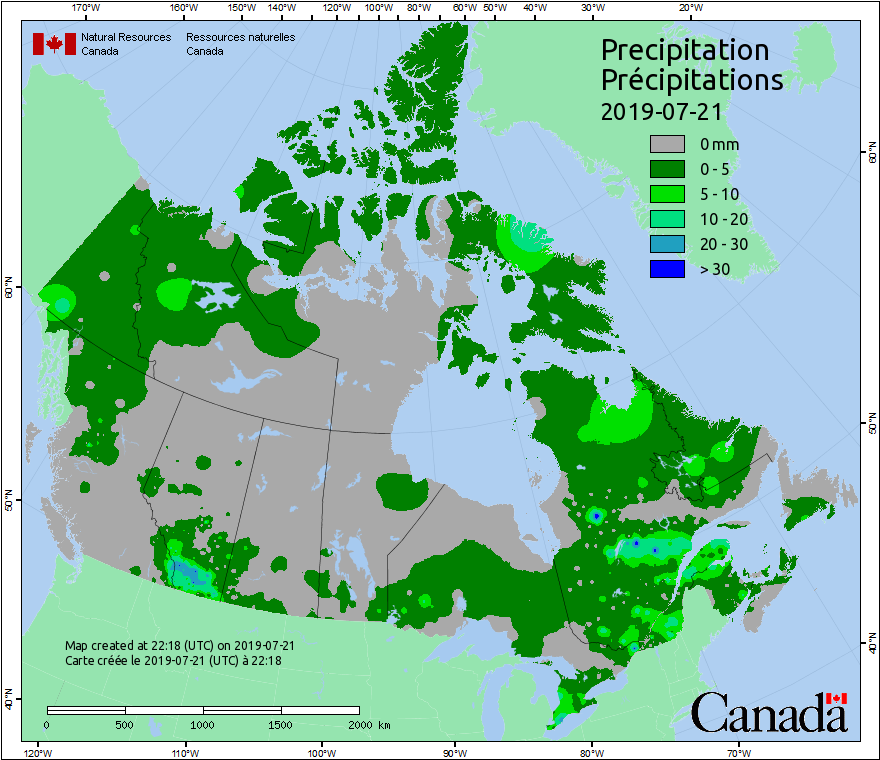 170°W 160°W 150°W 140°W 120°W 100°W 80°W 60°W 50°W 40°W 30°W 20°W
Natural Resources Ressources naturelles
Canada Canada
Precipitation
Précipitations
2019-07-21
0 mm
0 - 5
5 - 10
10 - 20
20 - 30
> 30
60°N
50°N
40°N
60°N
50°N
40°N
Map created at 22:18 (UTC) on 2019-07-21
Carte créée le 2019-07-21 (UTC) à 22:18
0 500 1000 1500 2000 km
Canada
120°W 110°W 100°W 90°W 80°W 70°W